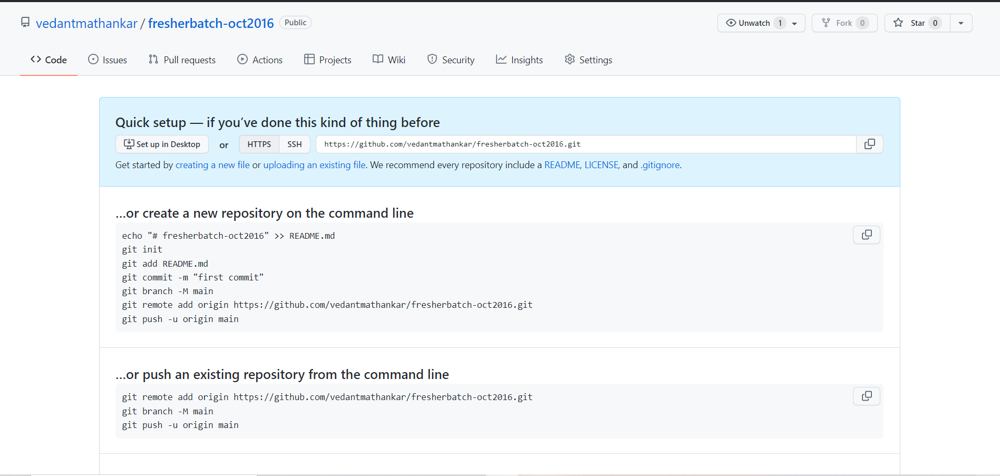 vedantmathankar / fresherbatch-oct2016 Public
Unwatch 1 Fork 0 Star 0
Code Issues Pull requests Actions Projects Wiki Security Insights Settings
Quick setup — if you’ve done this kind of thing before
Set up in Desktop or HTTPS SSH https://github.com/vedantmathankar/fresherbatch-oct2016.git
Get started by creating a new file or uploading an existing file. We recommend every repository include a README, LICENSE, and .gitignore.
…or create a new repository on the command line
echo "# fresherbatch-oct2016" >> README.md
git init
git add README.md
git commit -m "first commit"
git branch -M main
git remote add origin https://github.com/vedantmathankar/fresherbatch-oct2016.git
git push -u origin main
…or push an existing repository from the command line
git remote add origin https://github.com/vedantmathankar/fresherbatch-oct2016.git
git branch -M main
git push -u origin main